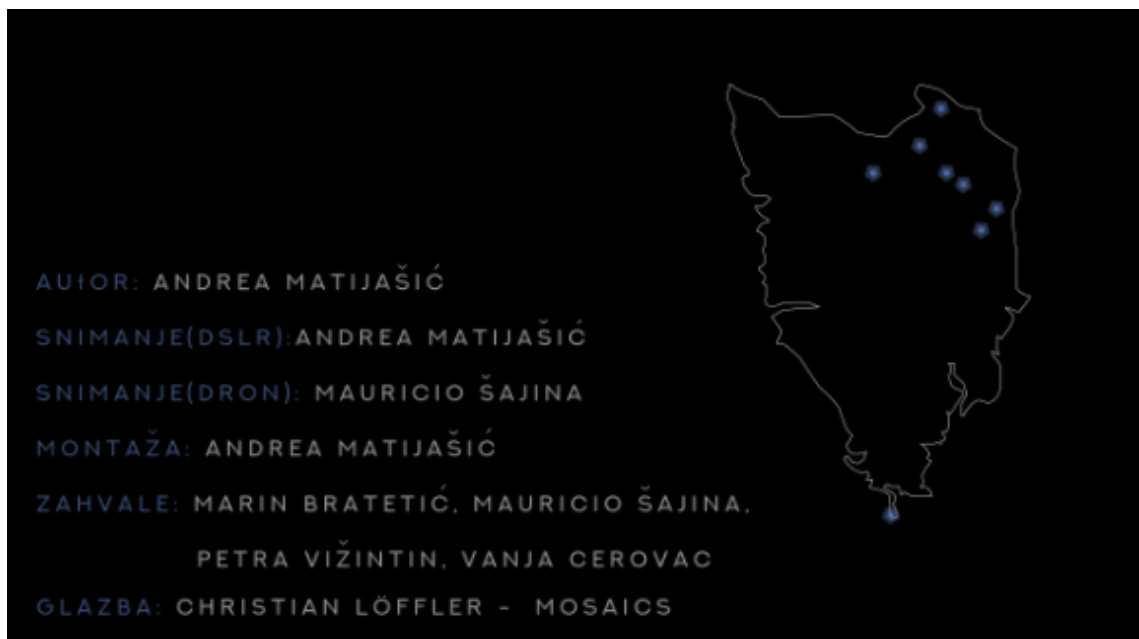 AUTOR: ANDREA MATIJAŠIĆ
SNIMANJE(DSLR):ANDREA MATIJAŠIĆ
SNIMANJE(DRON): MAURICIO ŠAJINA
MONTAŽA: ANDREA MATIJAŠIĆ
ZAHVALE: MARIN BRATETIĆ, MAURICIO ŠAJINA,
PETRA VIŽINTIN, VANJA CEROVAC
GLAZBA: CHRISTIAN LÖFFLER - MOSAICS